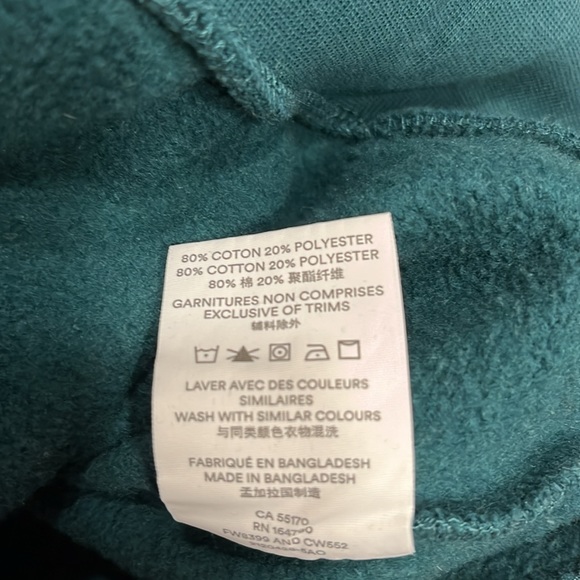 80% COTON 20% POLYESTER
80% COTTON 20% POLYESTER
80% 棉 20% 聚酯纤维
GARNITURES NON COMPRISES
EXCLUSIVE OF TRIMS
辅料除外
LAVER AVEC DES COULEURS
SIMILAIRES
WASH WITH SIMILAR COLOURS
与同类颜色衣物混洗
FABRIQUÉ EN BANGLADESH
MADE IN BANGLADESH
孟加拉国制造
CA 55170
RN
CW552